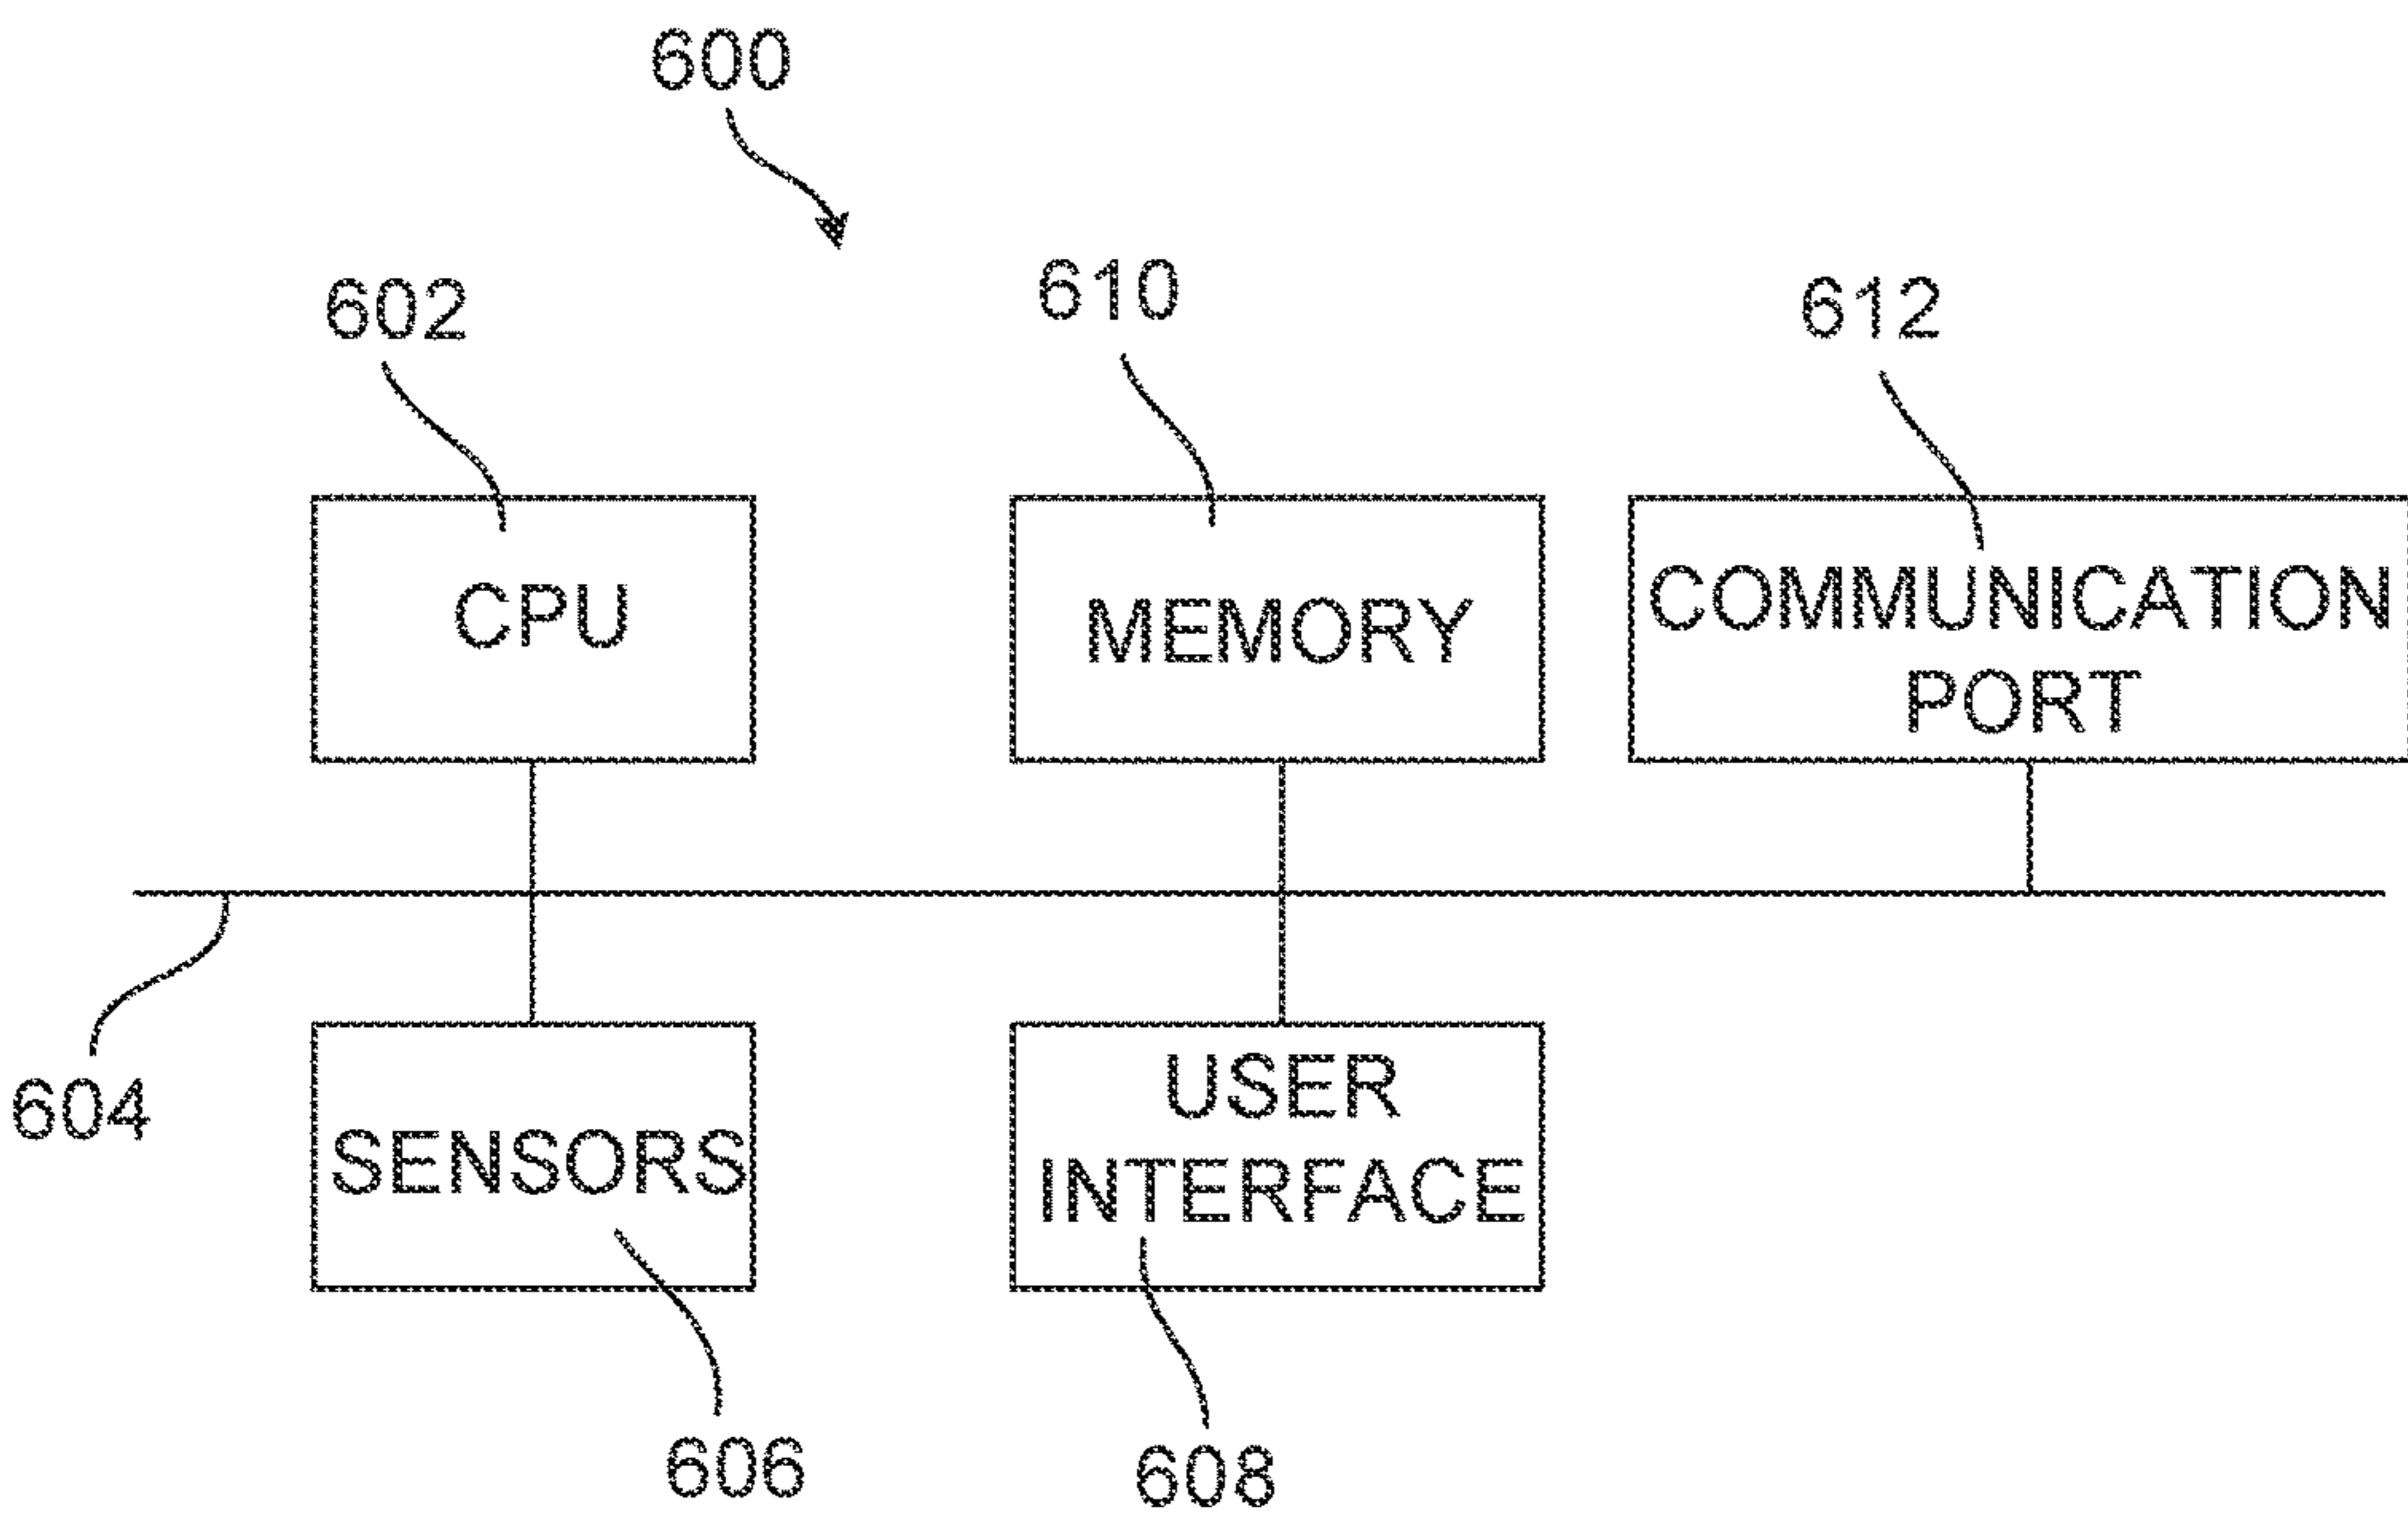 600
602
610
612
CPU
MEMORY
COMMUNICATION
PORT
604
SENSORS
USER
INTERFACE
606
608